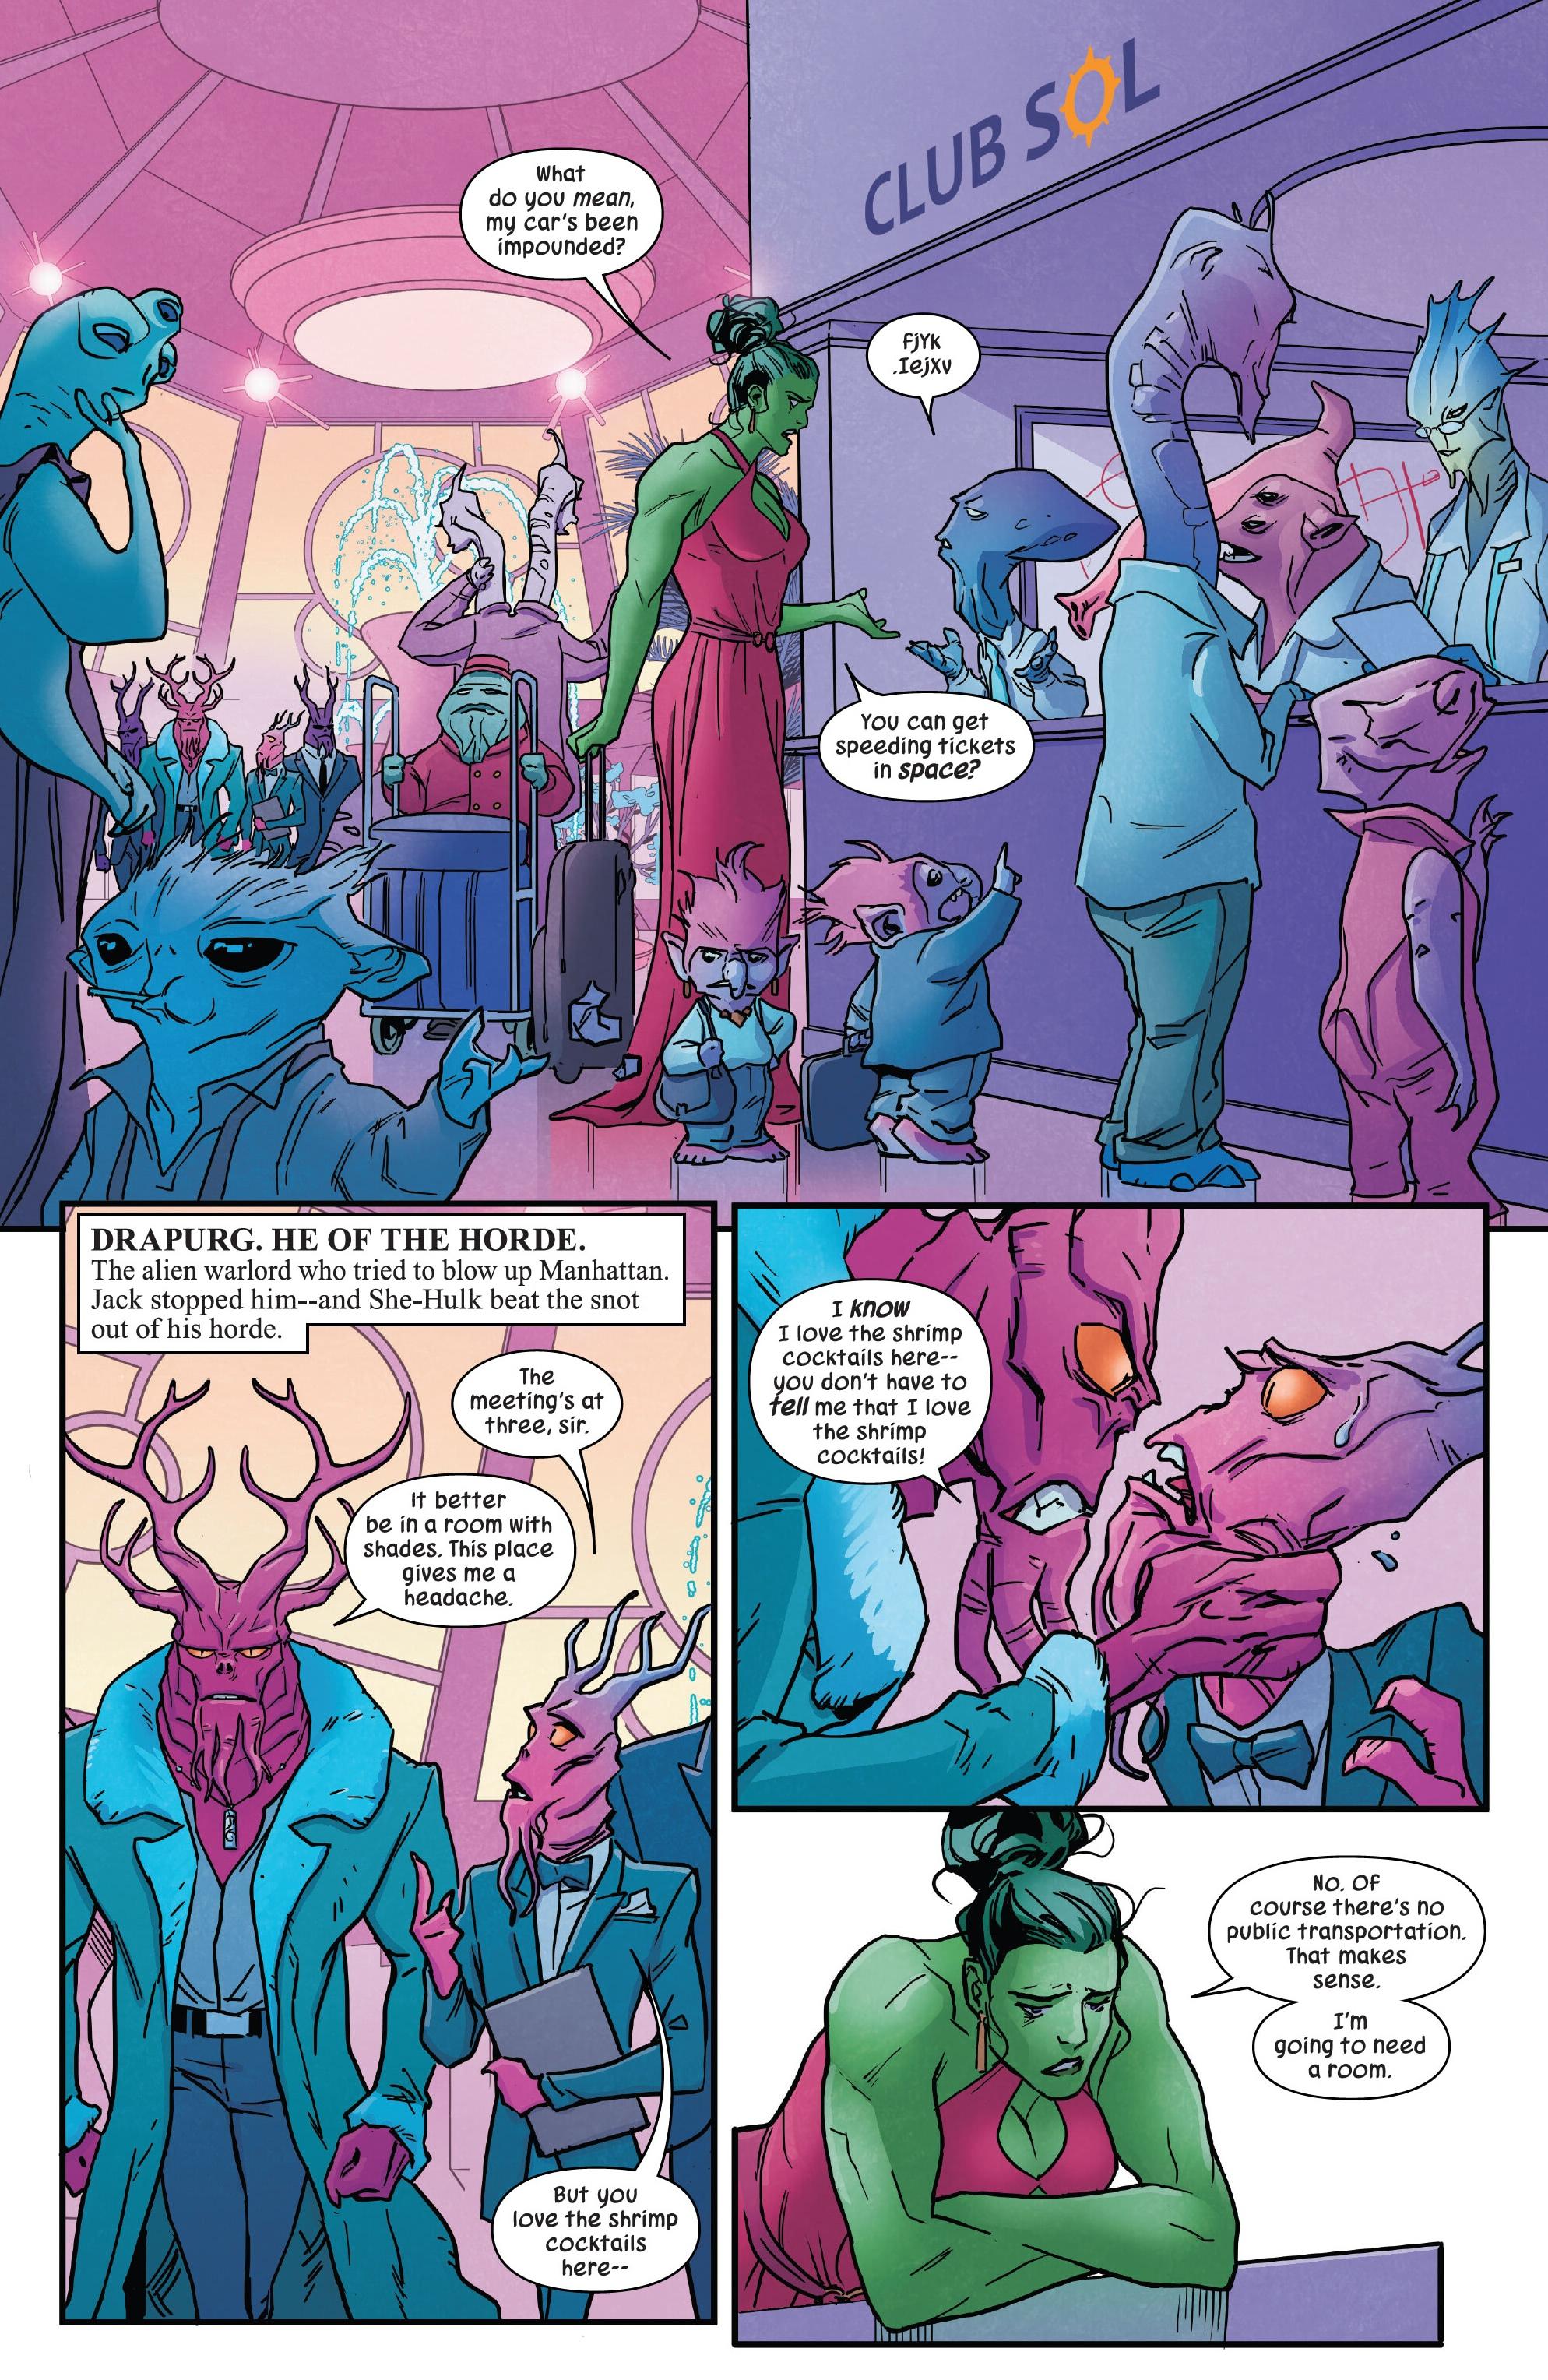 CLUB SOL
What
do you mean,
my car's been
impounded?
fjYk
.Iejxv
You can get
speeding tickets
in space?
DRAPURG. HE OF THE HORDE.
The alien warlord who tried to blow up Manhattan.
Jack stopped him--and She-Hulk beat the snot
out of his horde.
The
meeting's at
three, sir.
It better
be in a room with
shades. This place
gives me a
headache.
But you
love the shrimp
cocktails
here--
I know
I love the shrimp
cocktails here--
you don't have to
tell me that I love
the shrimp
cocktails!
No. Of
course there's no
public transportation.
That makes
sense.
I'm
going to need
a room.